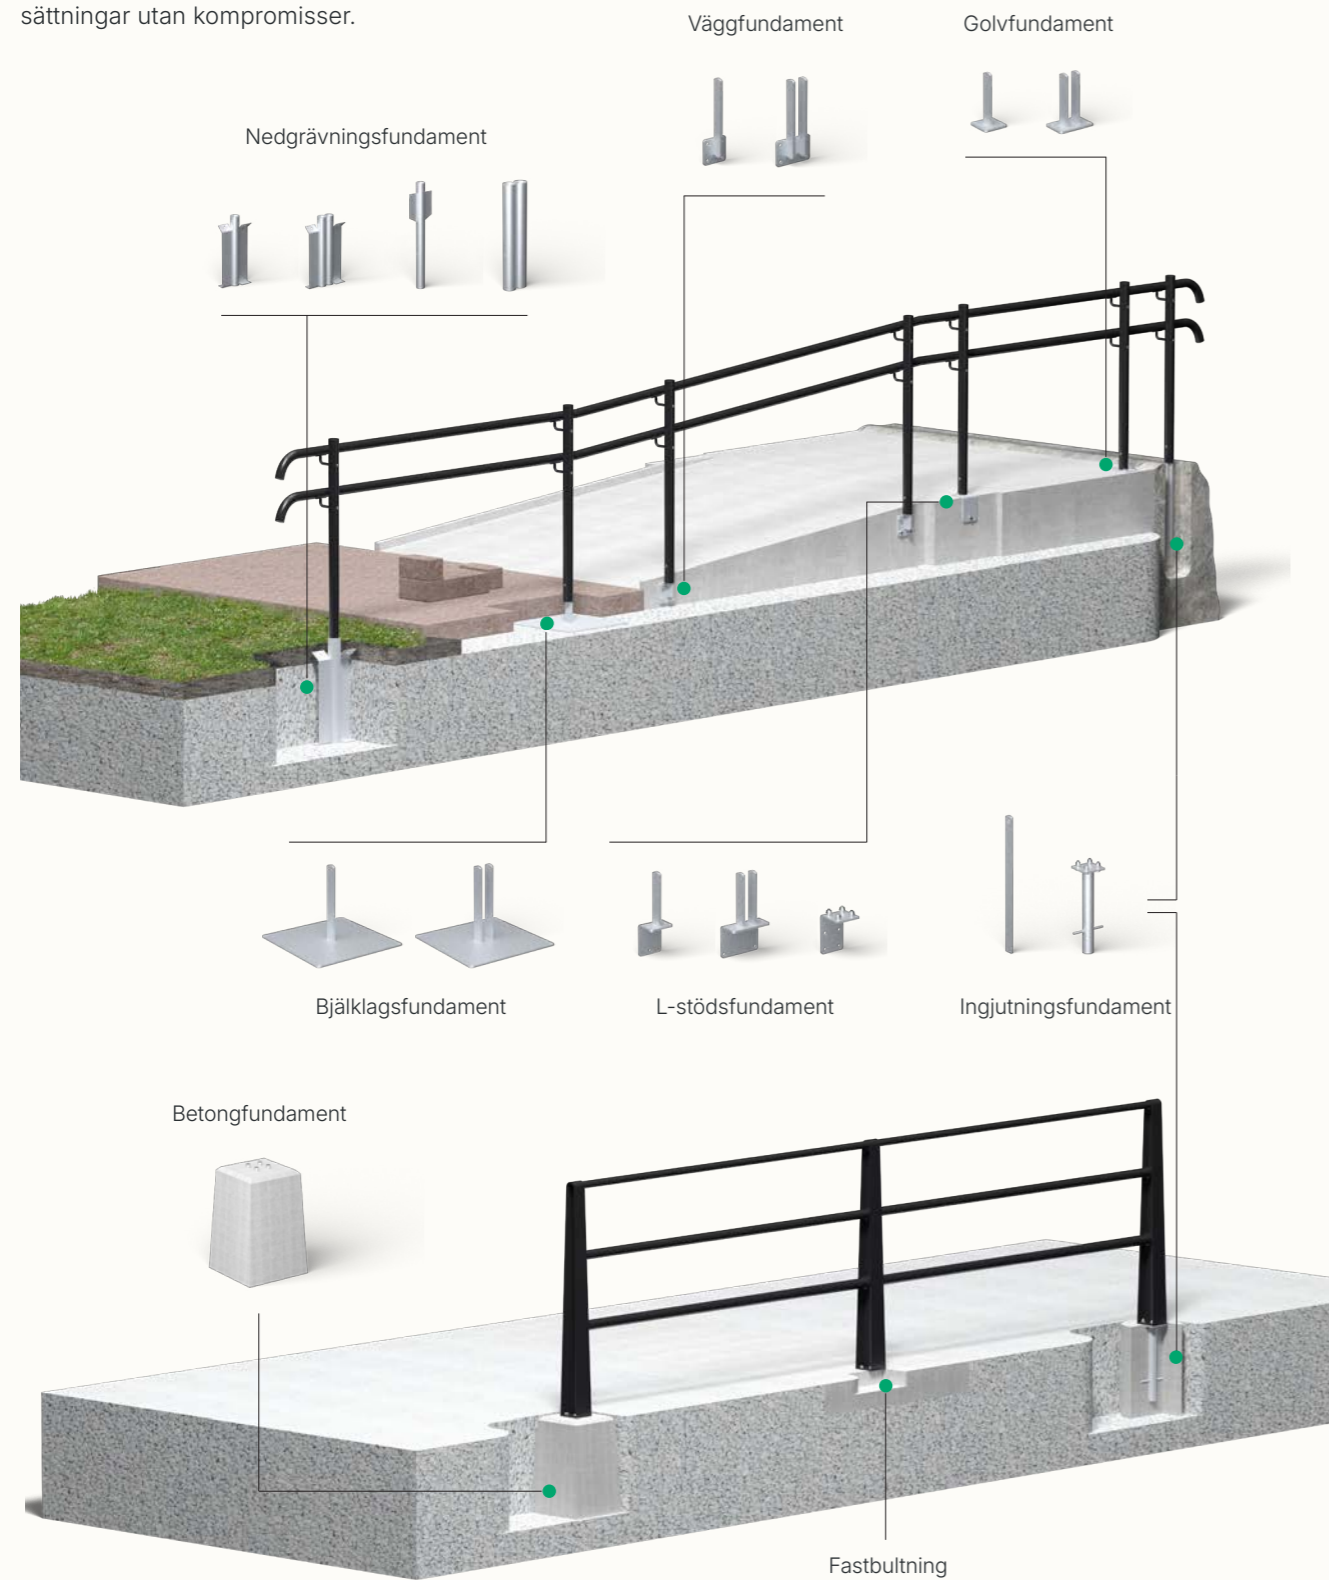 sättningar utan kompromisser.
Väggfundament
Golvfundament
Nedgrävningsfundament
Bjälklagsfundament
L-stödsfundament
Ingjutningsfundament
Betongfundament
Fastbultning